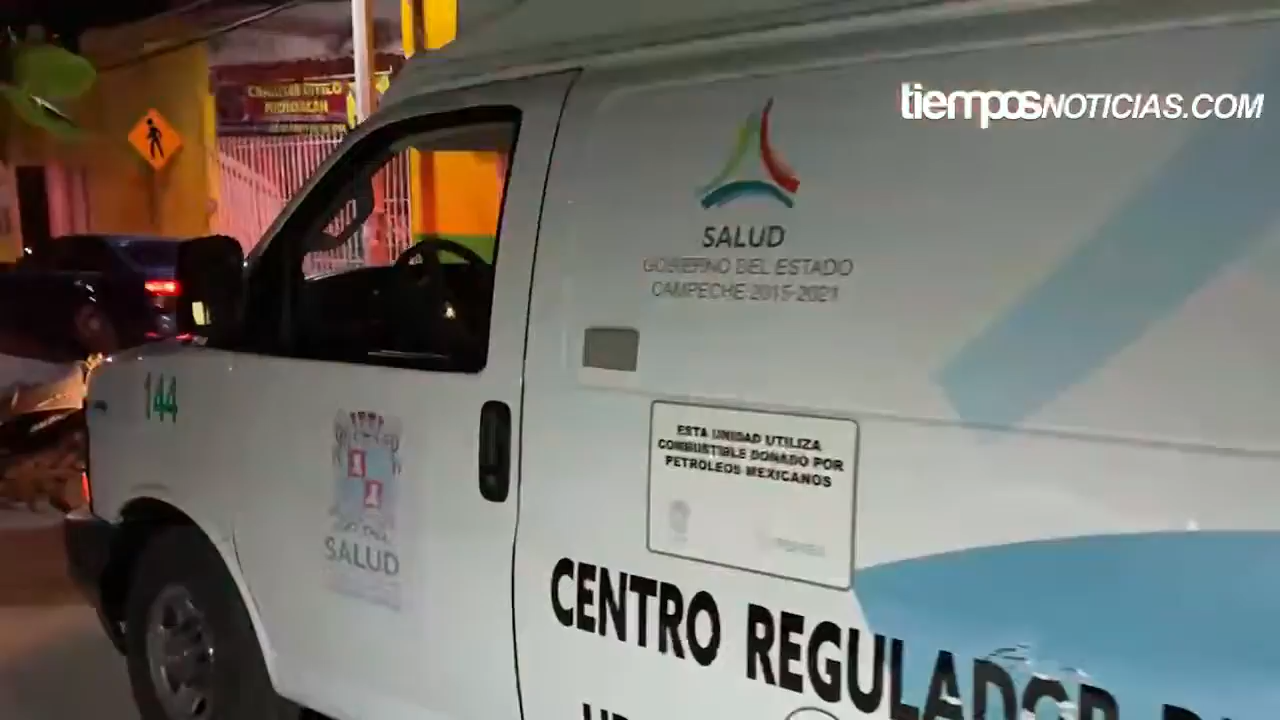 tiemposNOTICIAS.COM
MICHOACAN
SALUD
GOBIERNO DEL ESTADO
CAMPECHE 2015-2021
144
ESTA UNIDAD UTILIZA
COMBUSTIBLE DONADO POR
PETROLEOS MEXICANOS
SALUD
CENTRO REGULADOR